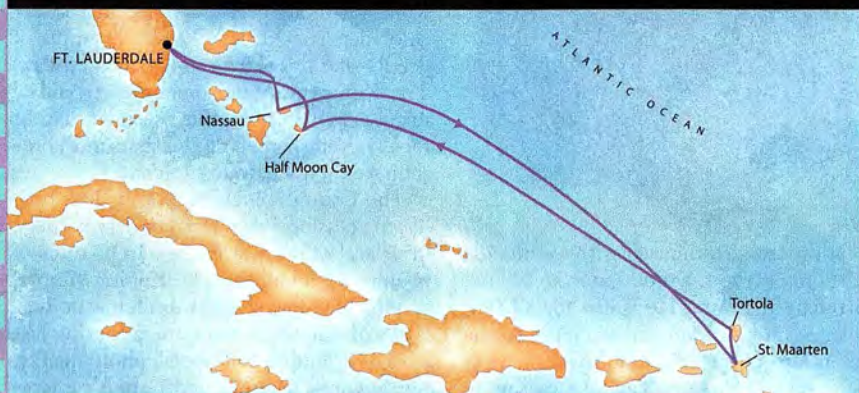 ATLANTIC OCEAN
FT. LAUDERDALE
Nassau
Half Moon Cay
Tortola
St. Maarten